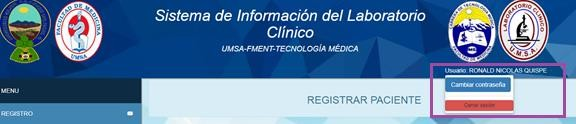 Sistema de Información del Laboratorio
Clínico
UMSA-FMENT-TECNOLOGÍA MÉDICA
FACULTAD DE MEDICINA
UMSA
LABORATORIO CLÍNICO
U.M.S.A.
Usuario: RONALD NICOLAS QUISPE
Cambiar contraseña
Cerrar sesión
MENU
REGISTRAR PACIENTE
REGISTRO